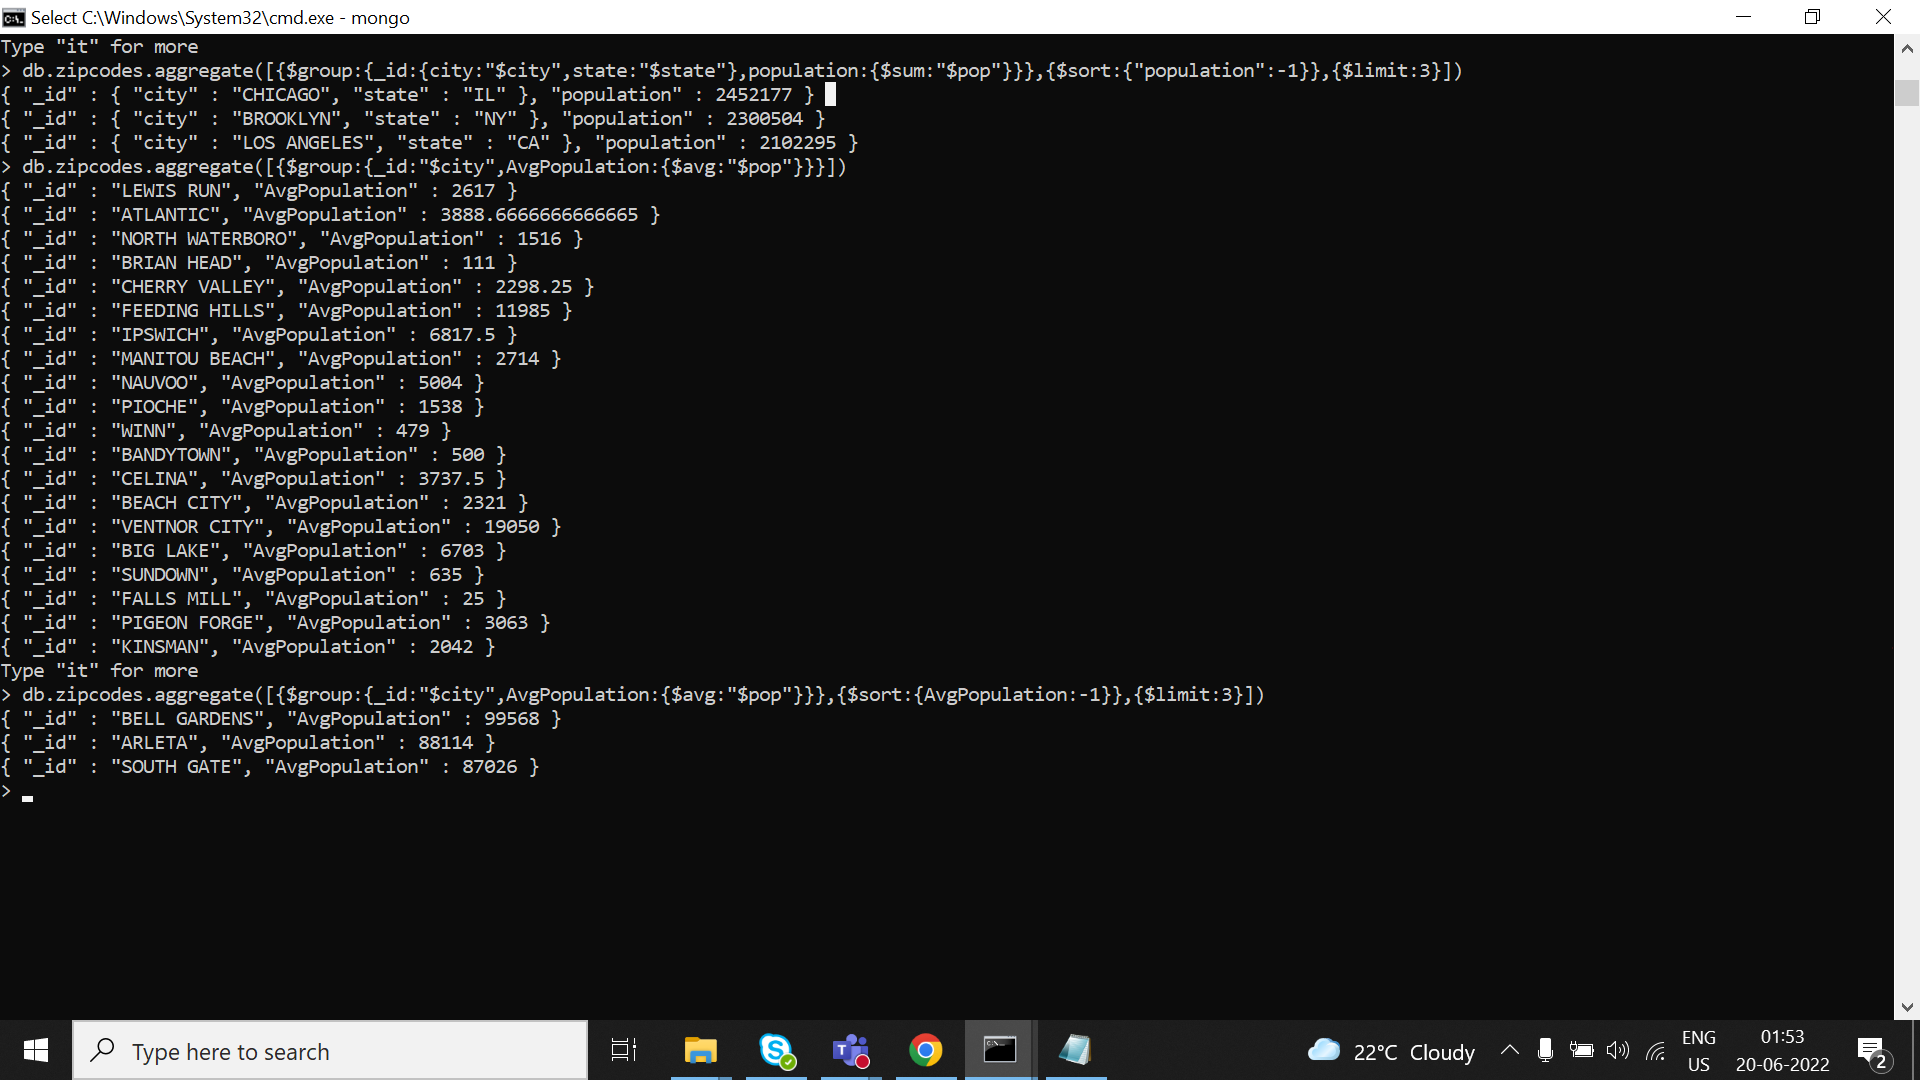 Select C:\Windows\System32\cmd.exe - mongo
Type "it" for more
> db.zipcodes.aggregate([{$group:{_id:{city:"$city",state:"$state"},population:{$sum:"$pop"}}},{$sort:{"population":-1}},{$limit:3}])
{ "_id" : { "city" : "CHICAGO", "state" : "IL" }, "population" : 2452177 }
{ "_id" : { "city" : "BROOKLYN", "state" : "NY" }, "population" : 2300504 }
{ "_id" : { "city" : "LOS ANGELES", "state" : "CA" }, "population" : 2102295 }
> db.zipcodes.aggregate([{$group:{_id:"$city",AvgPopulation:{$avg:"$pop"}}}])
{ "_id" : "LEWIS RUN", "AvgPopulation" : 2617 }
{ "_id" : "ATLANTIC", "AvgPopulation" : 3888.6666666666665 }
{ "_id" : "NORTH WATERBORO", "AvgPopulation" : 1516 }
{ "_id" : "BRIAN HEAD", "AvgPopulation" : 111 }
{ "_id" : "CHERRY VALLEY", "AvgPopulation" : 2298.25 }
{ "_id" : "FEEDING HILLS", "AvgPopulation" : 11985 }
{ "_id" : "IPSWICH", "AvgPopulation" : 6817.5 }
{ "_id" : "MANITOU BEACH", "AvgPopulation" : 2714 }
{ "_id" : "NAUVOO", "AvgPopulation" : 5004 }
{ "_id" : "PIOCHE", "AvgPopulation" : 1538 }
{ "_id" : "WINN", "AvgPopulation" : 479 }
{ "_id" : "BANDYTOWN", "AvgPopulation" : 500 }
{ "_id" : "CELINA", "AvgPopulation" : 3737.5 }
{ "_id" : "BEACH CITY", "AvgPopulation" : 2321 }
{ "_id" : "VENTNOR CITY", "AvgPopulation" : 19050 }
{ "_id" : "BIG LAKE", "AvgPopulation" : 6703 }
{ "_id" : "SUNDOWN", "AvgPopulation" : 635 }
{ "_id" : "FALLS MILL", "AvgPopulation" : 25 }
{ "_id" : "PIGEON FORGE", "AvgPopulation" : 3063 }
{ "_id" : "KINSMAN", "AvgPopulation" : 2042 }
Type "it" for more
> db.zipcodes.aggregate([{$group:{_id:"$city",AvgPopulation:{$avg:"$pop"}}},{$sort:{AvgPopulation:-1}},{$limit:3}])
{ "_id" : "BELL GARDENS", "AvgPopulation" : 99568 }
{ "_id" : "ARLETA", "AvgPopulation" : 88114 }
{ "_id" : "SOUTH GATE", "AvgPopulation" : 87026 }
>
Type here to search
22°C Cloudy
ENG
US
01:53
20-06-2022
2